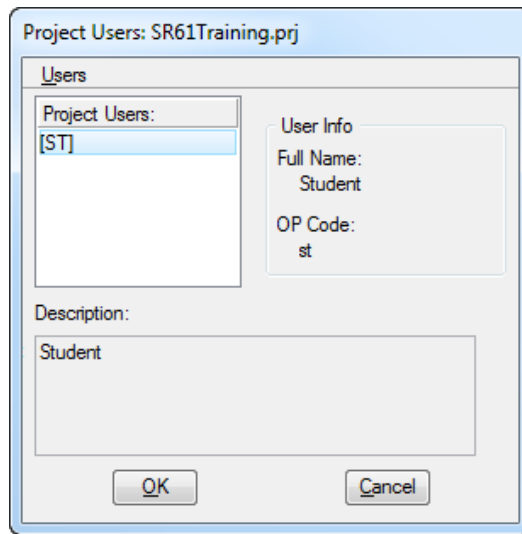 Project Users: SR61Training.prj
Users
Project Users:
[ST]
User Info
Full Name:
Student
OP Code:
st
Description:
Student
OK
Cancel